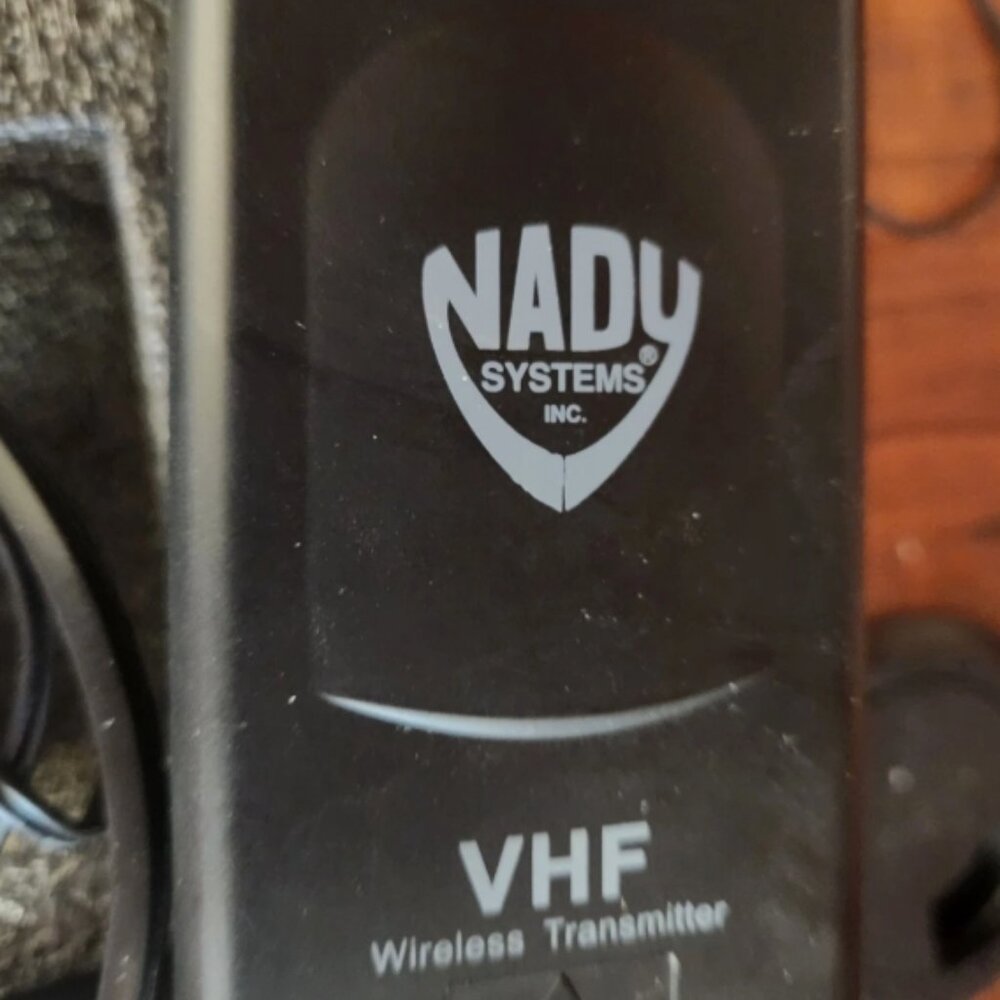 NADY
SYSTEMS®
INC.
VHF
Wireless Transmitter